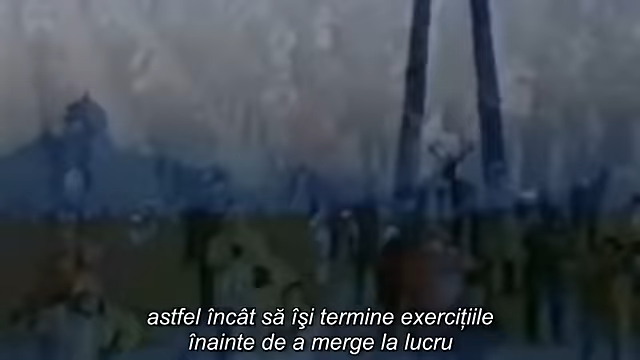 astfel încât să îşi termine exerciţiile
înainte de a merge la lucru